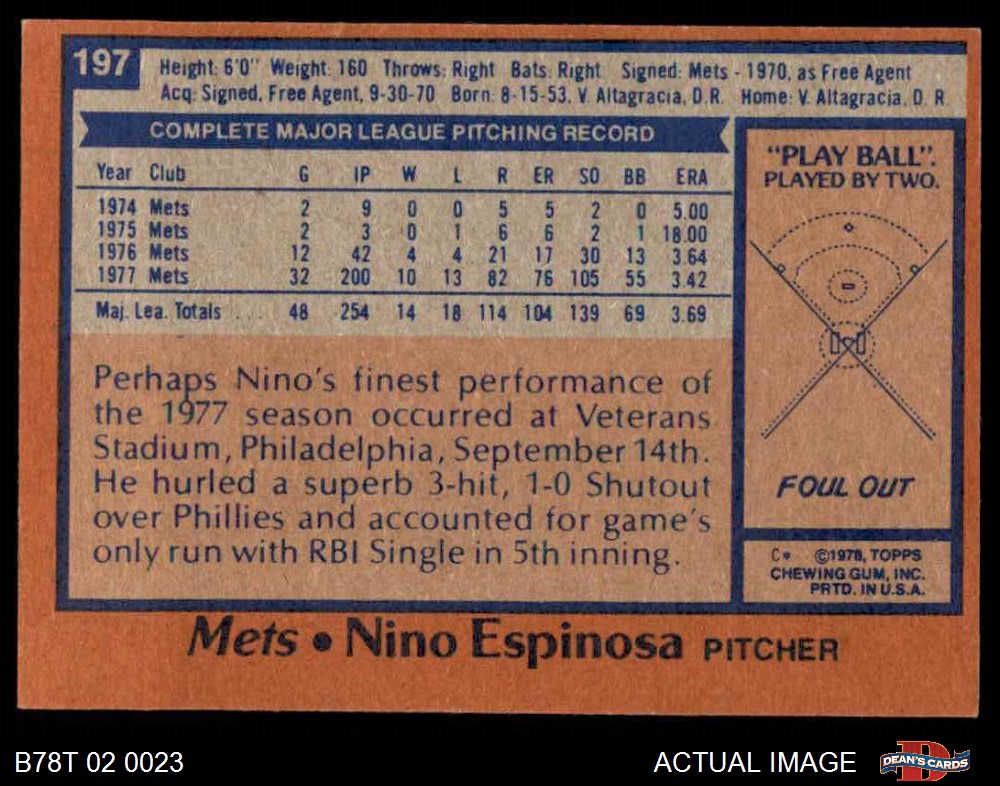 197
Height: 6'0" Weight: 160 Throws: Right Bats: Right Signed: Mets - 1970, as Free Agent
Acq: Signed, Free Agent, 9-30-70 Born: 8-15-53, V. Altagracia, D.R. Home: V. Altagracia, D. R.
COMPLETE MAJOR LEAGUE PITCHING RECORD
Year Club G IP W L R ER SO BB ERA
1974 Mets 2 9 0 0 5 5 2 0 5.00
1975 Mets 2 3 0 1 6 6 2 1 18.00
1976 Mets 12 42 4 4 21 17 30 13 3.64
1977 Mets 32 200 10 13 82 76 105 55 3.42
Maj. Lea. Totals . . . 48 254 14 18 114 104 139 69 3.69
Perhaps Nino's finest performance of
the 1977 season occurred at Veterans
Stadium, Philadelphia, September 14th.
He hurled a superb 3-hit, 1-0 Shutout
over Phillies and accounted for game's
only run with RBI Single in 5th inning.
"PLAY BALL".
PLAYED BY TWO.
FOUL OUT
C* ©1978, TOPPS
CHEWING GUM, INC.
PRTD. IN U.S.A.
Mets • Nino Espinosa PITCHER
B78T 02 0023
ACTUAL IMAGE
DEAN'S CARDS